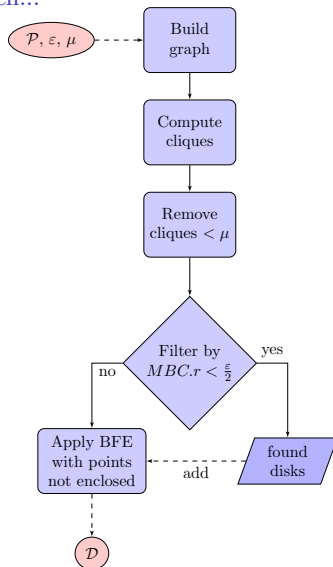 𝒫, ε, μ
Build
graph
Compute
cliques
Remove
cliques < μ
Filter by
MBC.r < ε/2
no
yes
Apply BFE
with points
not enclosed
add
found
disks
𝒟